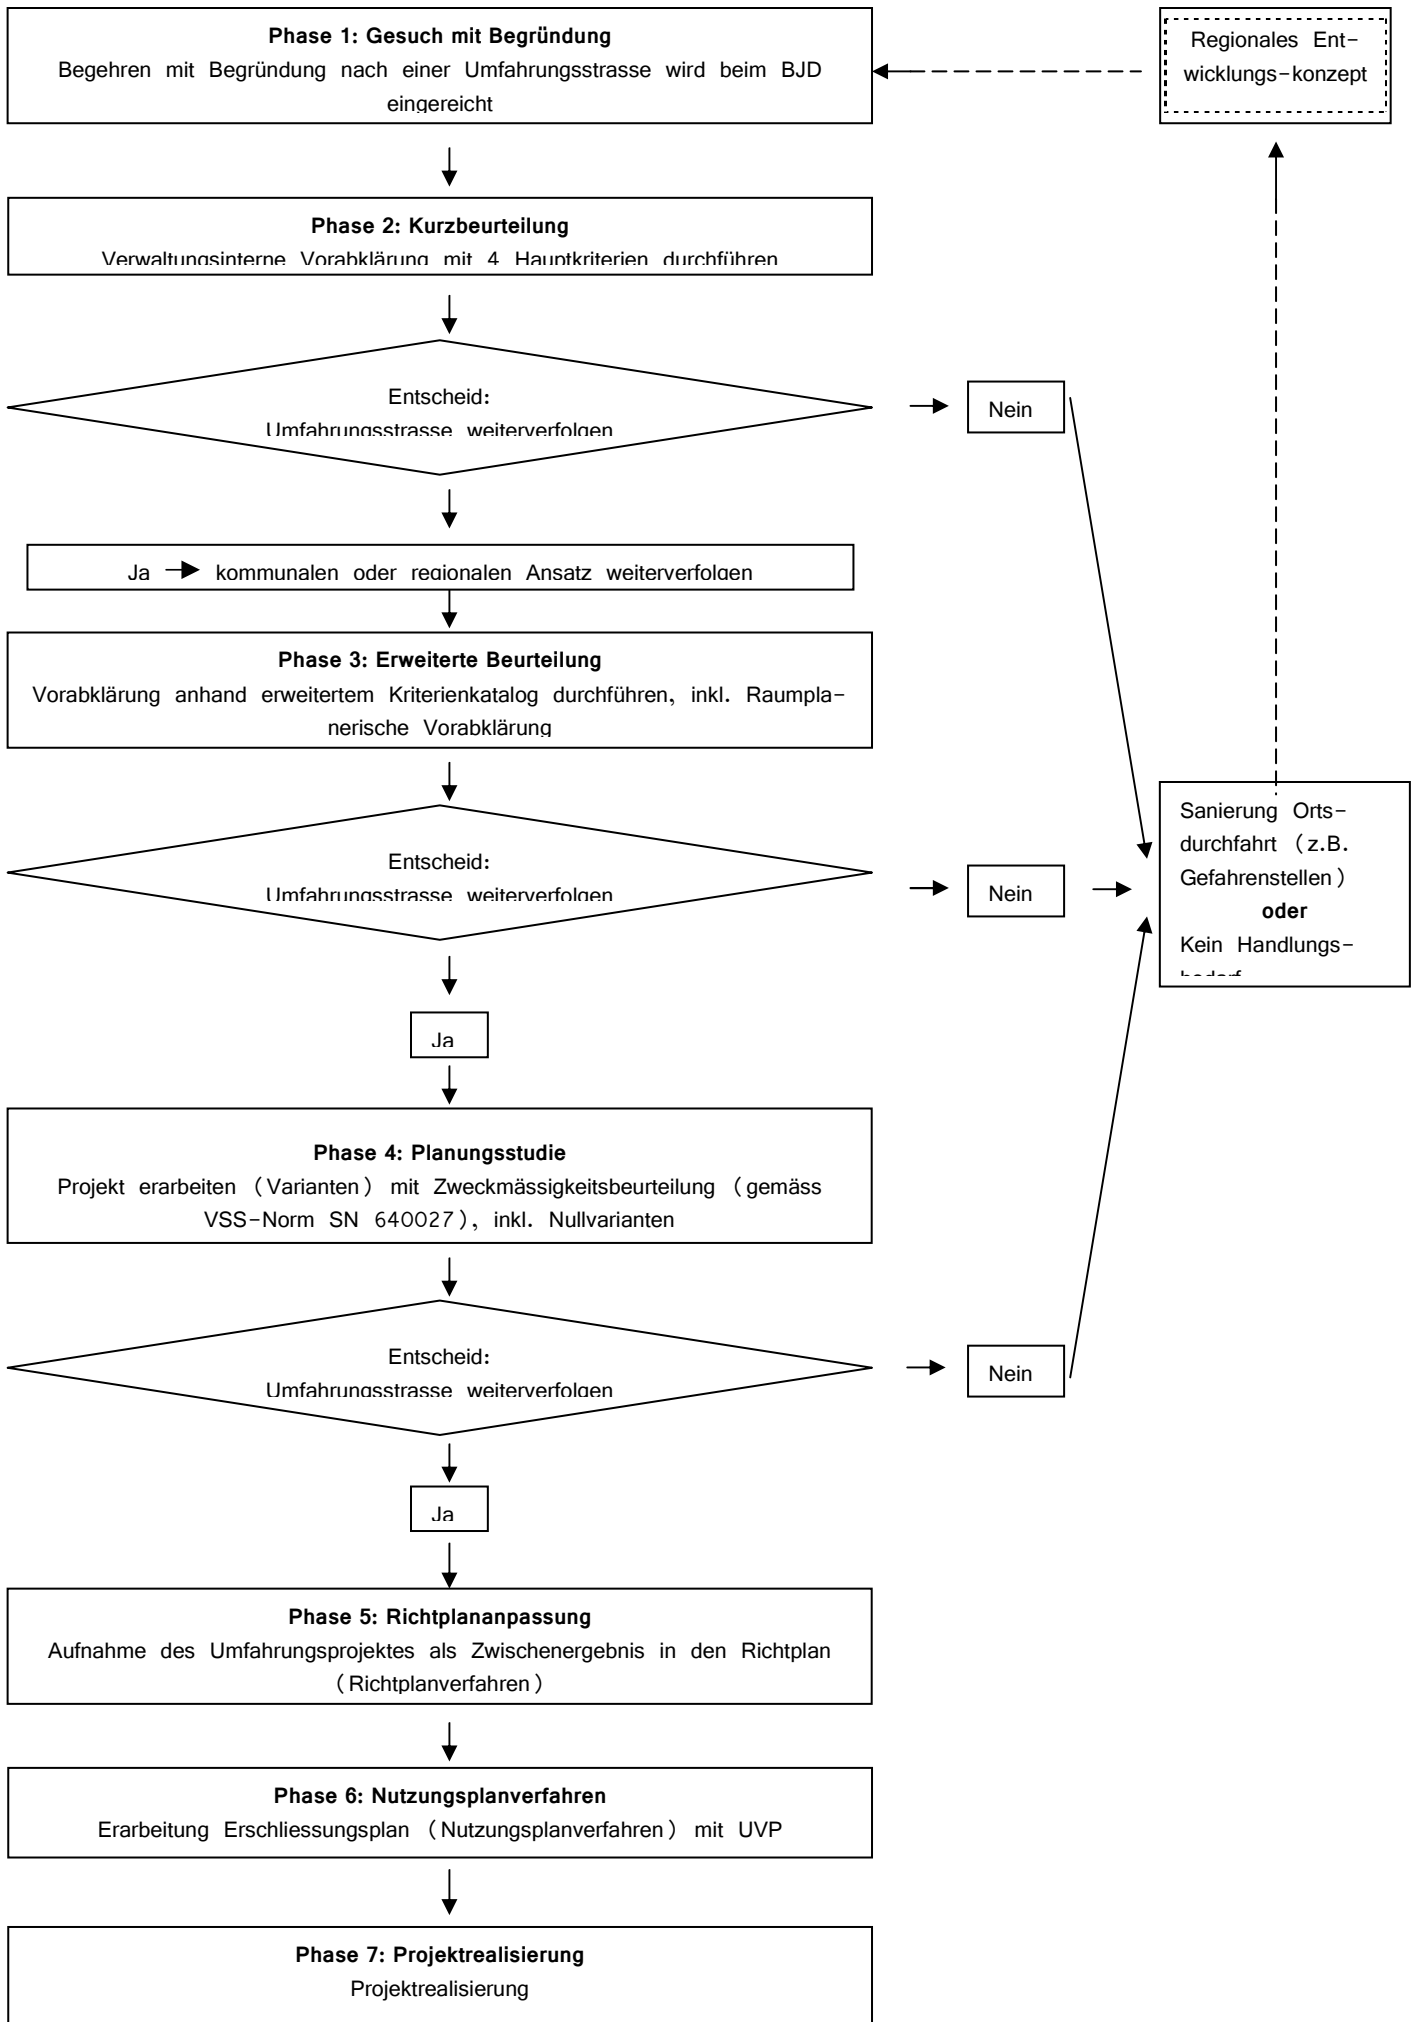 Phase 1: Gesuch mit Begründung
Begehren mit Begründung nach einer Umfahrungsstrasse wird beim BJD
eingereicht
Regionales Ent-
wicklungs-konzept
Phase 2: Kurzbeurteilung
Verwaltungsinterne Vorabklärung mit 4 Hauptkriterien durchführen
Entscheid:
Umfahrungsstrasse weiterverfolgen
Nein
Ja → kommunalen oder regionalen Ansatz weiterverfolgen
Phase 3: Erweiterte Beurteilung
Vorabklärung anhand erweitertem Kriterienkatalog durchführen, inkl. Raumpla-
nerische Vorabklärung
Entscheid:
Umfahrungsstrasse weiterverfolgen
Nein
Sanierung Orts-
durchfahrt (z.B.
Gefahrenstellen)
oder
Kein Handlungs-
bedarf
Ja
Phase 4: Planungsstudie
Projekt erarbeiten (Varianten) mit Zweckmässigkeitsbeurteilung (gemäss
VSS-Norm SN 640027), inkl. Nullvarianten
Entscheid:
Umfahrungsstrasse weiterverfolgen
Nein
Ja
Phase 5: Richtplananpassung
Aufnahme des Umfahrungsprojektes als Zwischenergebnis in den Richtplan
(Richtplanverfahren)
Phase 6: Nutzungsplanverfahren
Erarbeitung Erschliessungsplan (Nutzungsplanverfahren) mit UVP
Phase 7: Projektrealisierung
Projektrealisierung